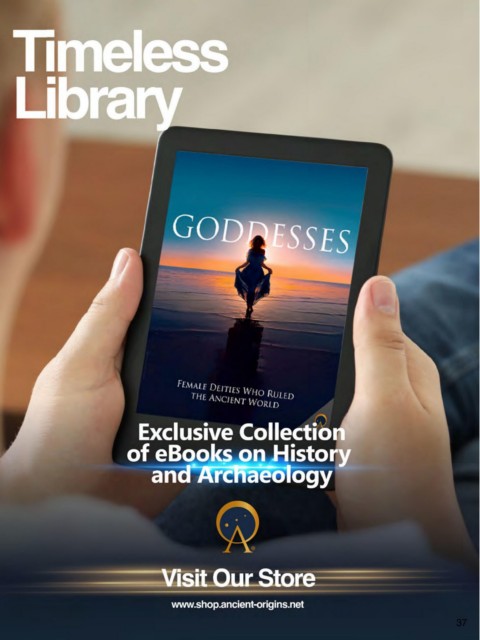 Timeless
Library
GODDESSES
FEMALE DEITIES WHO RULED
THE ANCIENT WORLD
Exclusive Collection
of eBooks on History
and Archaeology
Visit Our Store
www.shop.ancient-origins.net
37